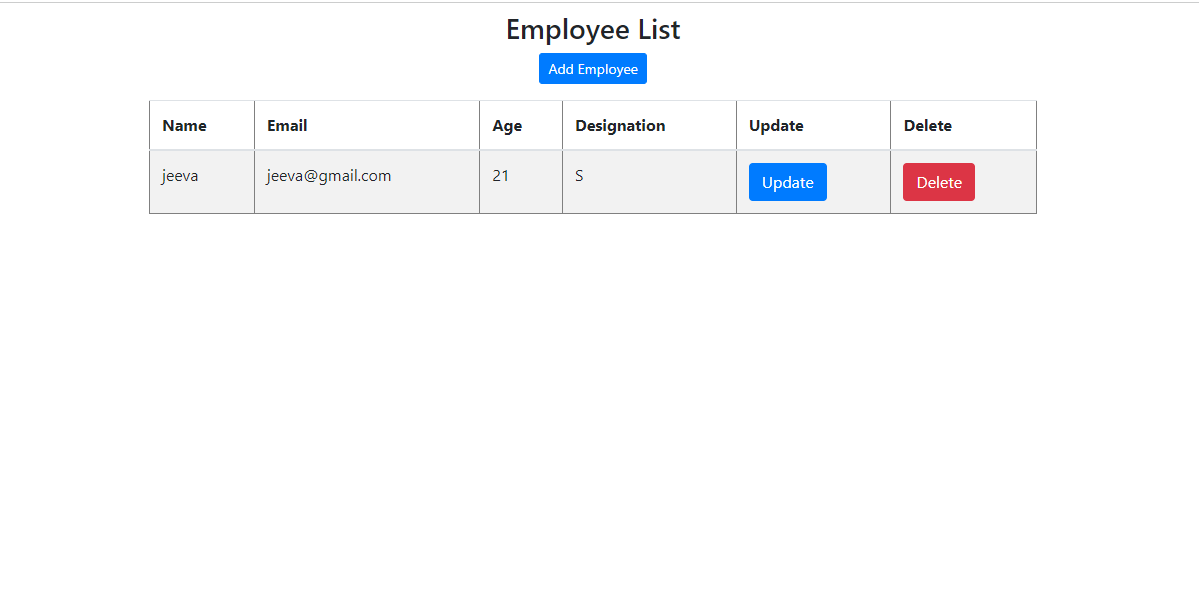 Employee List
Add Employee
Name Email Age Designation Update Delete
jeeva jeeva@gmail.com 21 S Update Delete